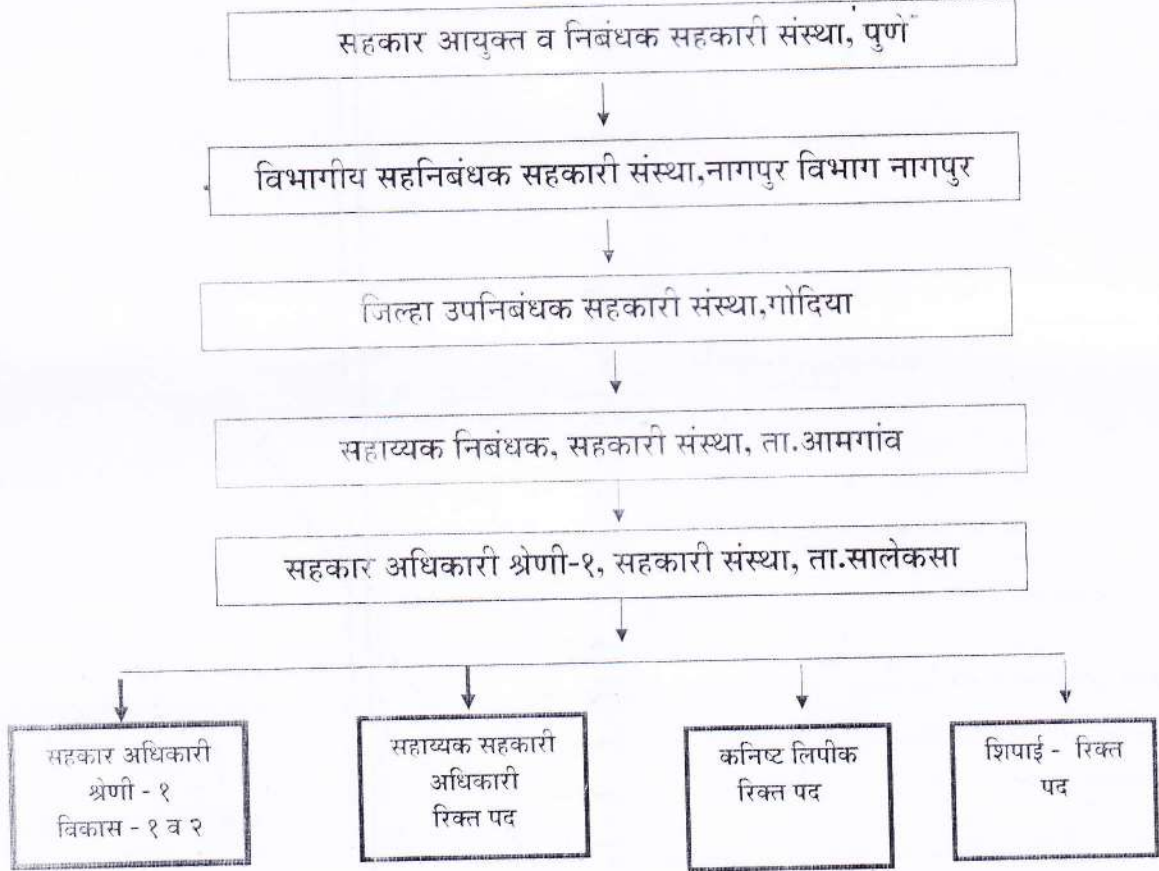 सहकार आयुक्त व निबंधक सहकारी संस्था, पुणे
विभागीय सहनिबंधक सहकारी संस्था,नागपुर विभाग नागपुर
जिल्हा उपनिबंधक सहकारी संस्था,गोदिया
सहाय्यक निबंधक, सहकारी संस्था, ता.आमगांव
सहकार अधिकारी श्रेणी-१, सहकारी संस्था, ता.सालेकसा
सहकार अधिकारी
श्रेणी - १
विकास - १ व २
सहाय्यक सहकारी
अधिकारी
रिक्त पद
कनिष्ट लिपीक
रिक्त पद
शिपाई - रिक्त
पद